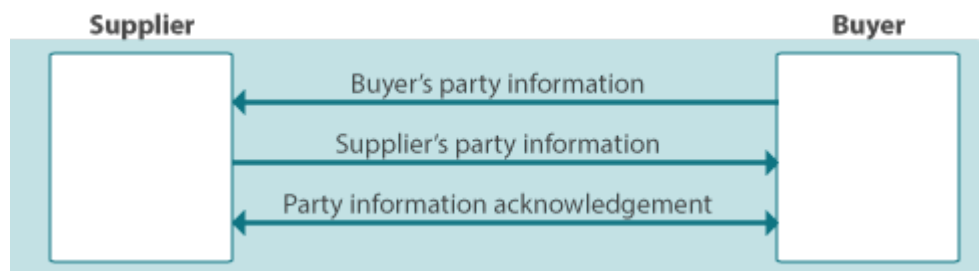 Supplier
Buyer
Buyer’s party information
Supplier’s party information
Party information acknowledgement